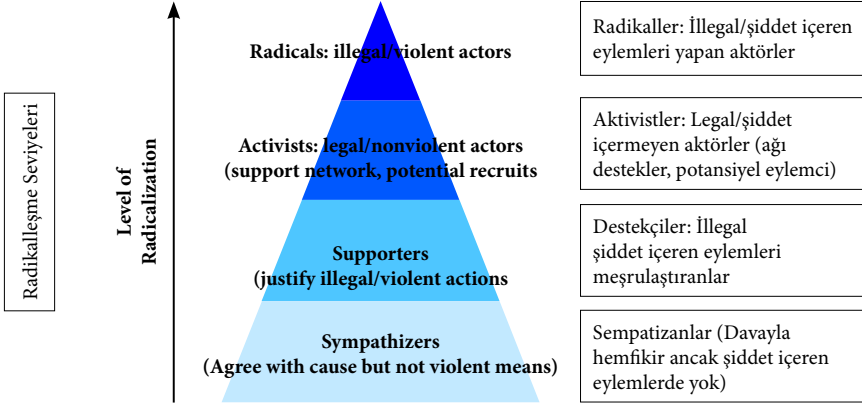 Radikalleşme Seviyeleri
Level of
Radicalization
Radicals: illegal/violent actors
Activists: legal/nonviolent actors
(support network, potential recruits
Supporters
(justify illegal/violent actions
Sympathizers
(Agree with cause but not violent means)
Radikaller: İllegal/şiddet içeren
eylemleri yapan aktörler
Aktivistler: Legal/şiddet
içermeyen aktörler (ağı
destekler, potansiyel eylemci)
Destekçiler: İllegal
şiddet içeren eylemleri
meşrulaştıranlar
Sempatizanlar (Davayla
hemfikir ancak şiddet içeren
eylemlerde yok)